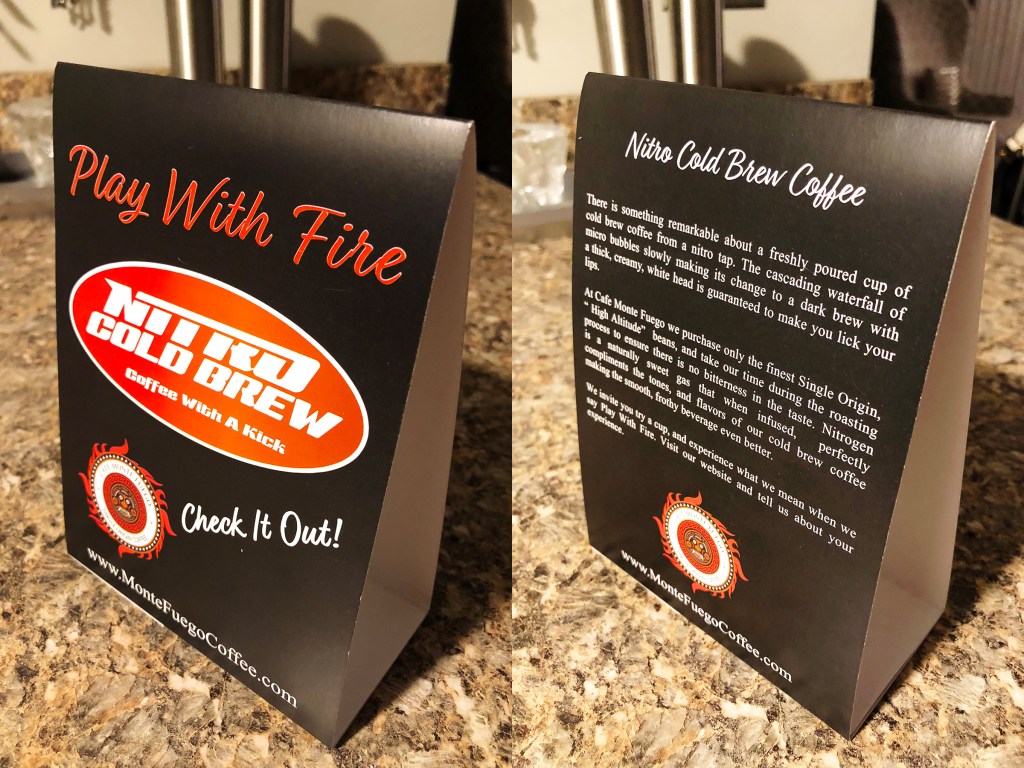 Play With Fire
NITRO
COLD BREW
Coffee With A Kick
Check It Out!
www.MonteFuegoCoffee.com
Nitro Cold Brew Coffee
There is something remarkable about a freshly poured cup of
cold brew coffee from a nitro tap. The cascading waterfall of
micro bubbles slowly making its change to a dark brew with
a thick, creamy, white head is guaranteed to make you lick your
lips.
At Cafe Monte Fuego we purchase only the finest Single Origin,
" High Altitude" beans, and take our time during the roasting
process to ensure there is no bitterness in the taste. Nitrogen
is a naturally sweet gas that when infused, perfectly
compliments the tones, and flavors of our cold brew coffee
making the smooth, frothy beverage even better.
We invite you try a cup, and experience what we mean when we
say Play With Fire. Visit our website and tell us about your
experience.
www.MonteFuegoCoffee.com